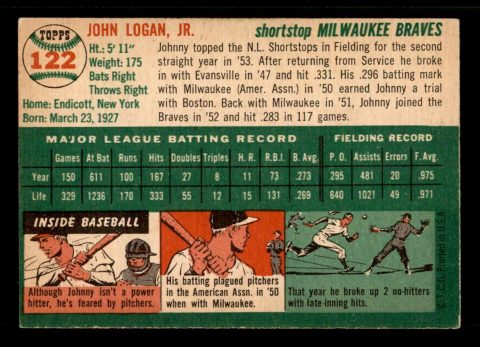 TOPPS
122
JOHN LOGAN, JR.
shortstop MILWAUKEE BRAVES
Ht.: 5' 11"
Weight: 175
Bats Right
Throws Right
Home: Endicott, New York
Born: March 23, 1927
Johnny topped the N.L. Shortstops in Fielding for the second
straight year in '53. After returning from Service he broke
in with Evansville in '47 and hit .331. His .296 batting mark
with Milwaukee (Amer. Assn.) in '50 earned Johnny a trial
with Boston. Back with Milwaukee in '51, Johnny joined the
Braves in '52 and hit .283 in 117 games.
MAJOR LEAGUE BATTING RECORD
FIELDING RECORD
Games At Bat Runs Hits Doubles Triples H.R. R.B.I. B. Avg. P.O. Assists Errors F. Avg.
YEAR 150 611 100 167 27 8 11 73 .273 295 481 20 .975
LIFE 329 1236 170 333 54 11 15 .269 640 1021 49 .971
INSIDE BASEBALL
Although Johnny isn't a power
hitter, he's feared by pitchers.
His batting plagued pitchers
in the American Assn. in '50
when with Milwaukee.
That year he broke up 2 no-hitters
with late-inning hits.
© T.C.G. Printed in U.S.A.